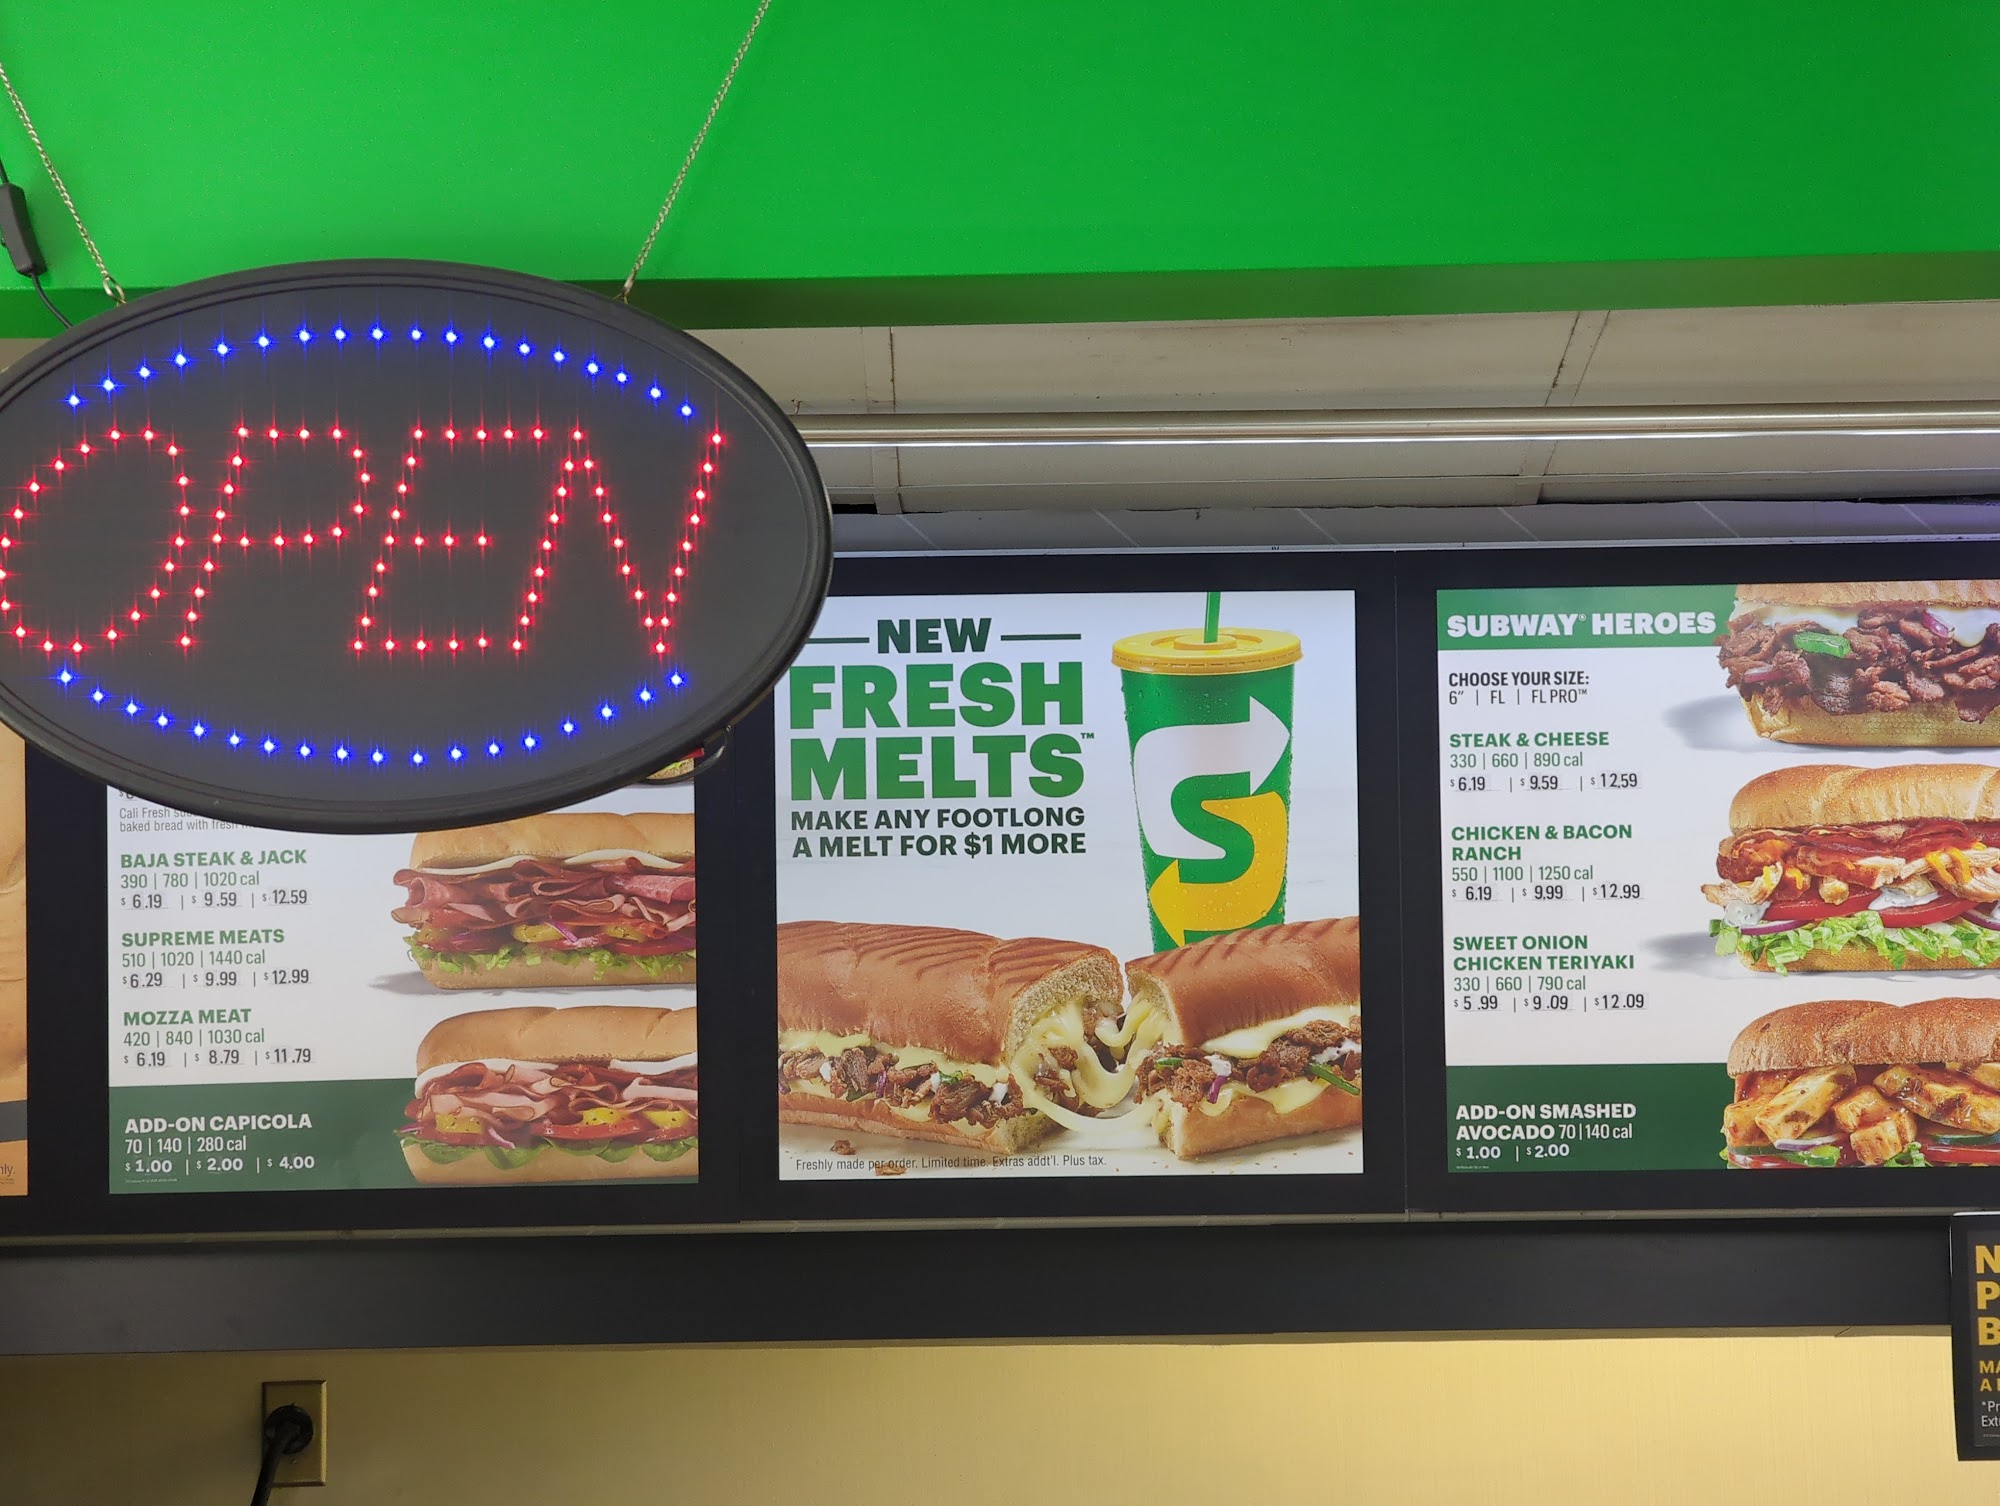 OPEN
Cali Fresh
baked bread with fresh
BAJA STEAK & JACK
390 | 780 | 1020 cal
$ 6.19 | $ 9.59 | $ 12.59
SUPREME MEATS
510 | 1020 | 1440 cal
$ 6.29 | $ 9.99 | $ 12.99
MOZZA MEAT
420 | 840 | 1030 cal
$ 6.19 | $ 8.79 | $ 11.79
ADD-ON CAPICOLA
70 | 140 | 280 cal
$ 1.00 | $ 2.00 | $ 4.00
NEW
FRESH
MELTS™
MAKE ANY FOOTLONG
A MELT FOR $1 MORE
S
Freshly made per order. Limited time. Extras addt'l. Plus tax.
SUBWAY® HEROES
CHOOSE YOUR SIZE:
6" | FL | FL PRO™
STEAK & CHEESE
330 | 660 | 890 cal
$ 6.19 | $ 9.59 | $ 12.59
CHICKEN & BACON
RANCH
550 | 1100 | 1250 cal
$ 6.19 | $ 9.99 | $ 12.99
SWEET ONION
CHICKEN TERIYAKI
330 | 660 | 790 cal
$ 5.99 | $ 9.09 | $ 12.09
ADD-ON SMASHED
AVOCADO 70 | 140 cal
$ 1.00 | $ 2.00